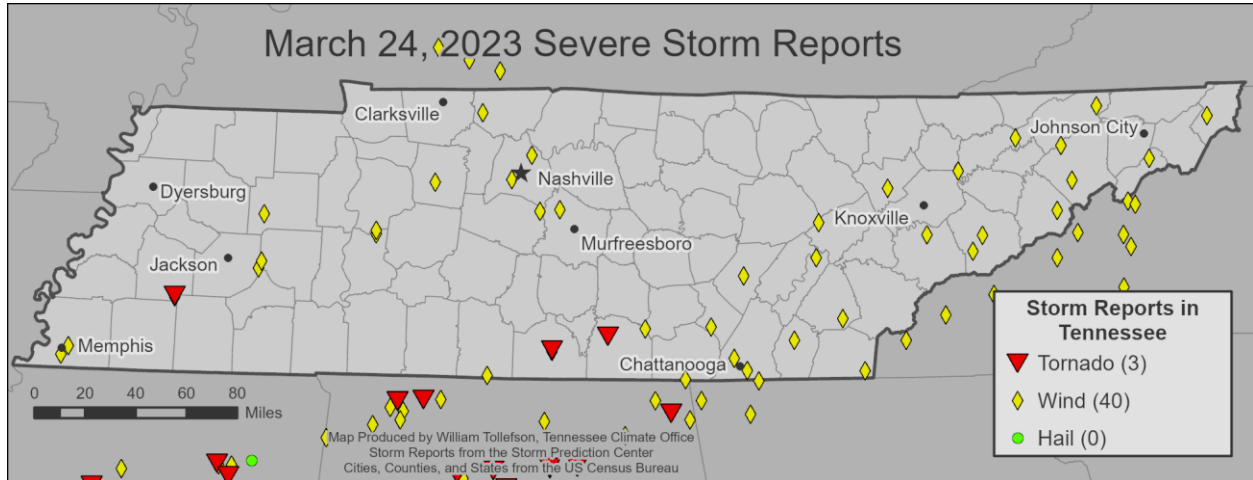 March 24, 2023 Severe Storm Reports
Clarksville
Johnson City
Nashville
Dyersburg
Knoxville
Murfreesboro
Jackson
Memphis
Chattanooga
0 20 40 60 80
Miles
Storm Reports in
Tennessee
Tornado (3)
Wind (40)
Hail (0)
Map Produced by William Tollefson, Tennessee Climate Office
Storm Reports from the Storm Prediction Center
Cities, Counties, and States from the US Census Bureau